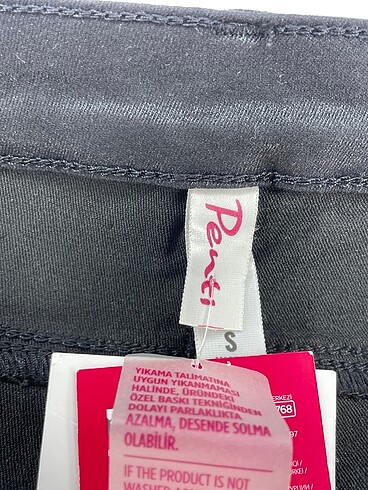 Penti
S
YIKAMA TALİMATINA
UYGUN YIKANMAMASI
HALİNDE, ÜRÜNDEKİ
ÖZEL BASKI TEKNİĞİNDEN
DOLAYI PARLAKLIKTA
AZALMA, DESENDE SOLMA
OLABİLİR.
IF THE PRODUCT IS NOT
MERKEZİ
768